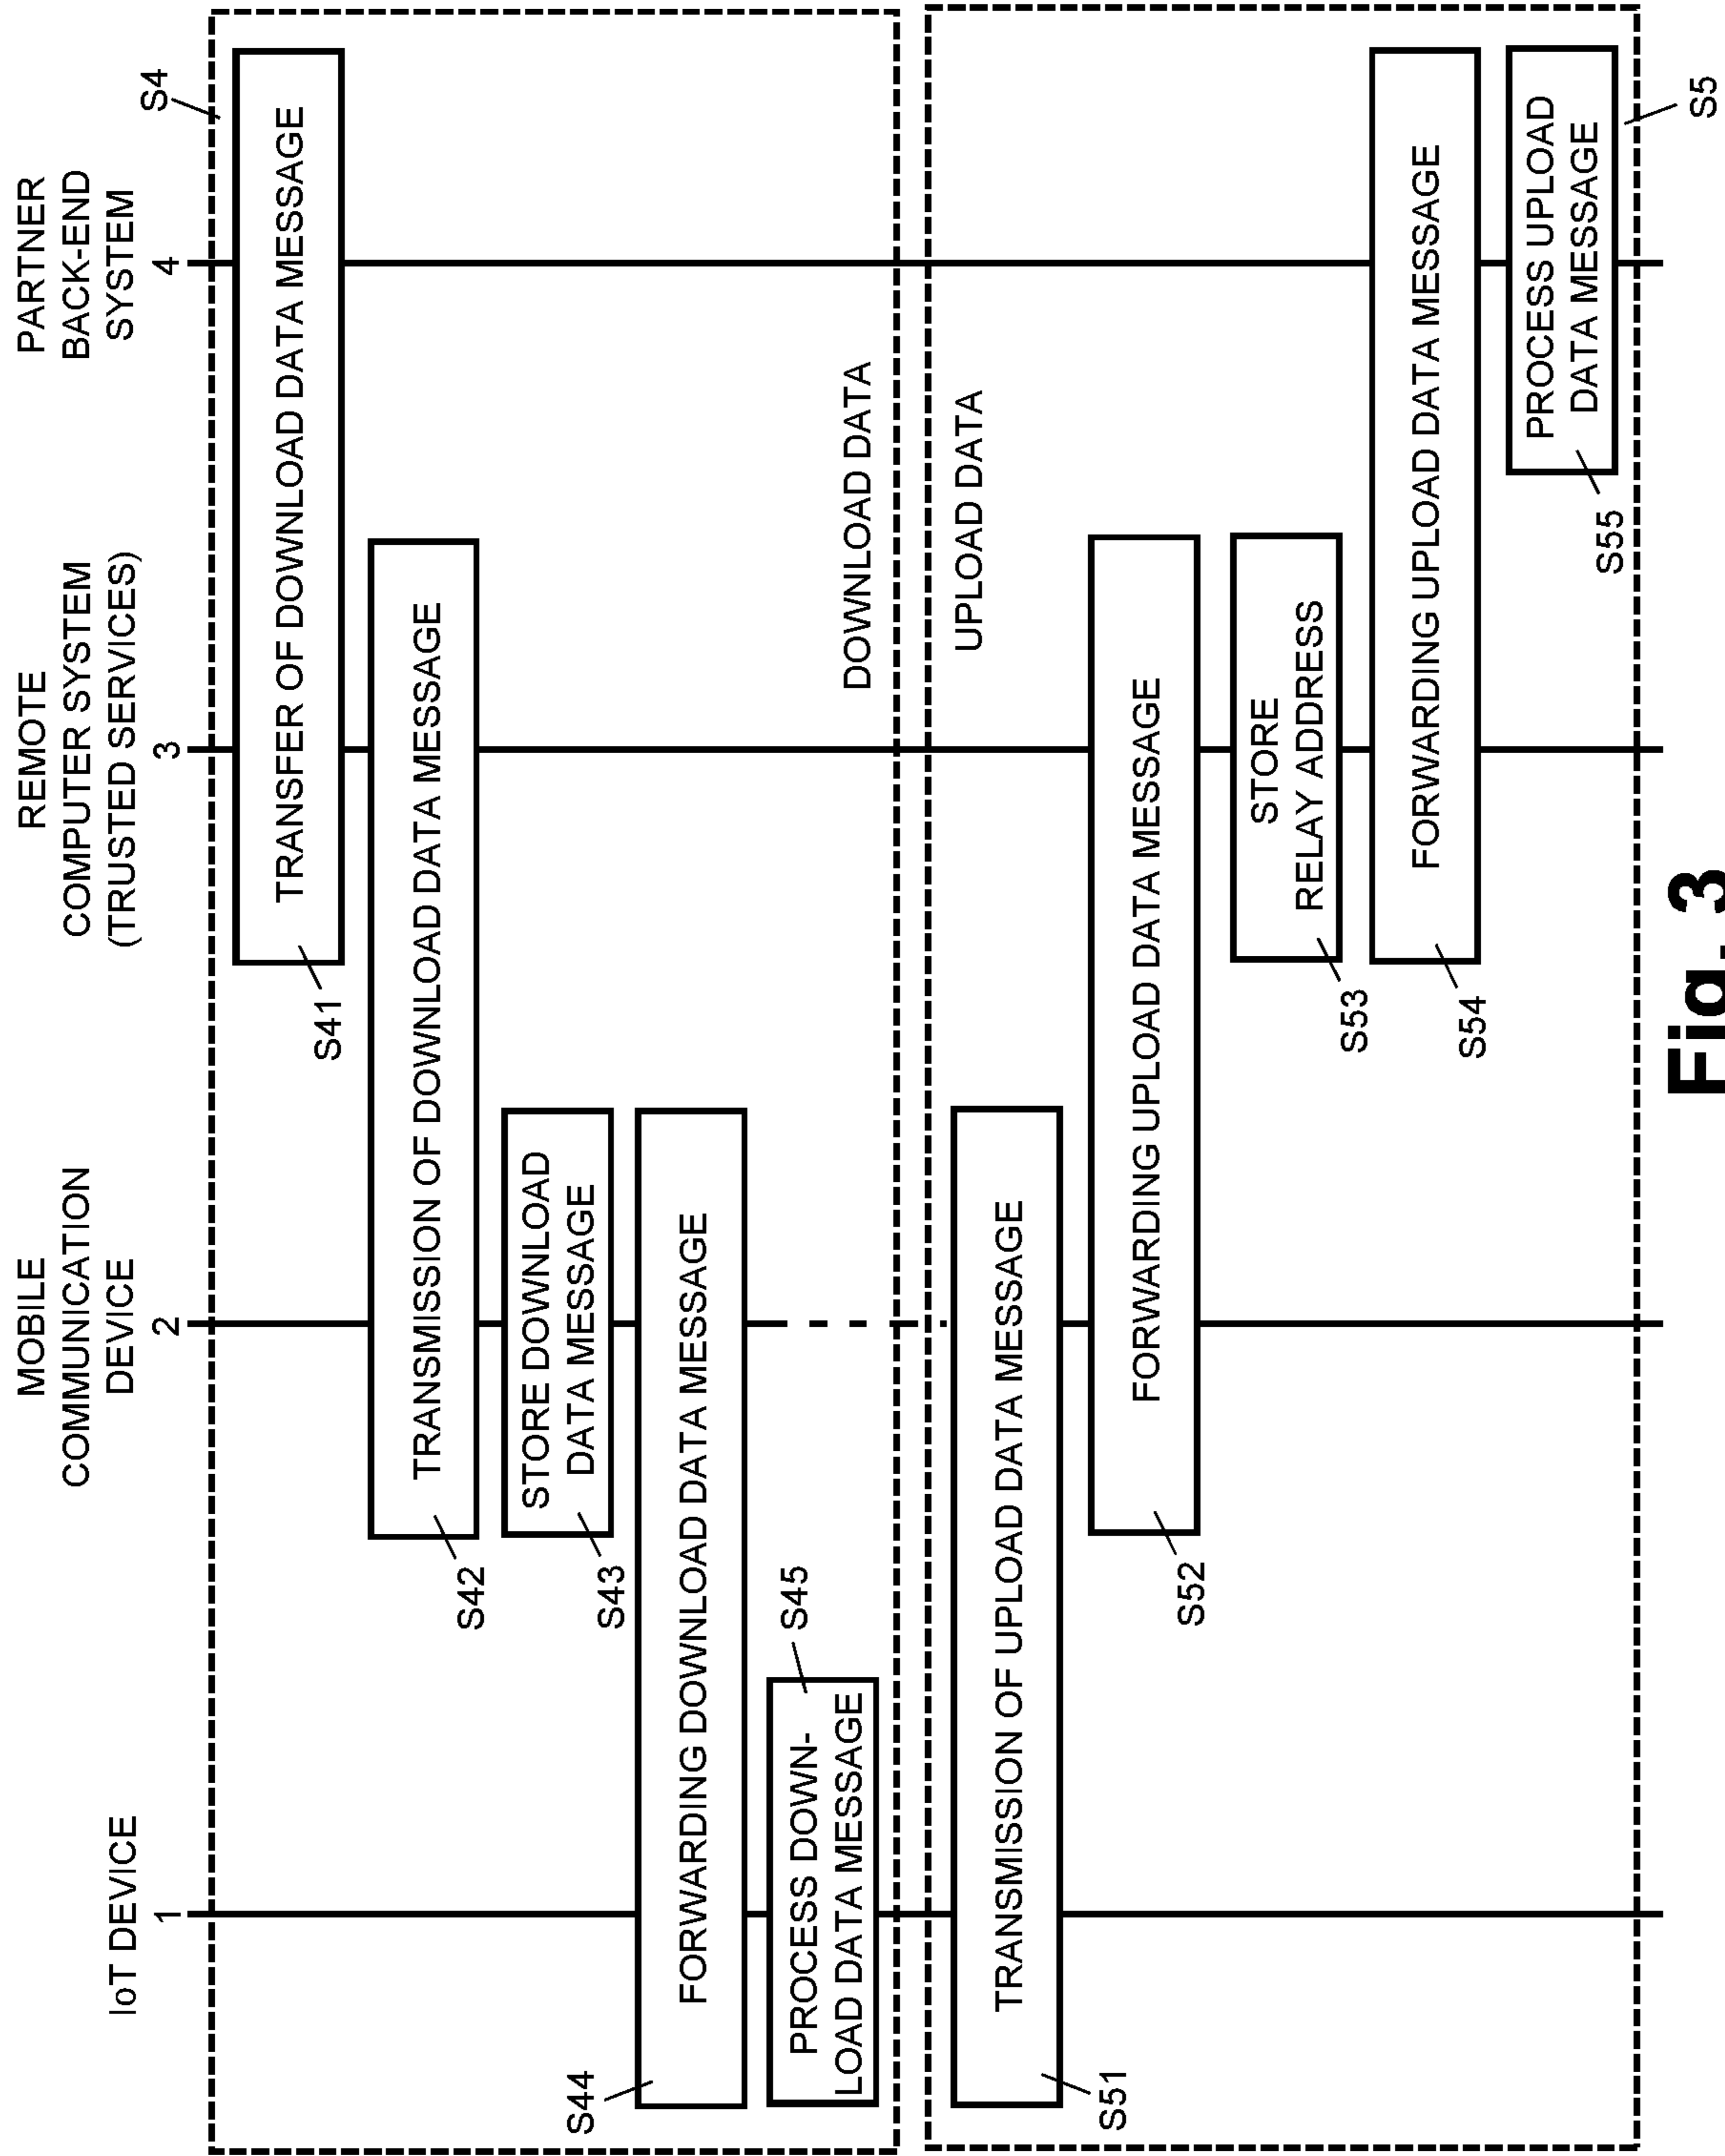 IoT DEVICE
1
MOBILE
COMMUNICATION
DEVICE
2
REMOTE
COMPUTER SYSTEM
(TRUSTED SERVICES)
3
PARTNER
BACK-END
SYSTEM
4
S4
TRANSFER OF DOWNLOAD DATA MESSAGE
S41
TRANSMISSION OF DOWNLOAD DATA MESSAGE
S42
STORE DOWNLOAD
DATA MESSAGE
S43
S44
FORWARDING DOWNLOAD DATA MESSAGE
PROCESS DOWN-
LOAD DATA MESSAGE
S45
DOWNLOAD DATA
UPLOAD DATA
TRANSMISSION OF UPLOAD DATA MESSAGE
S51
FORWARDING UPLOAD DATA MESSAGE
S52
STORE
RELAY ADDRESS
S53
FORWARDING UPLOAD DATA MESSAGE
S54
PROCESS UPLOAD
DATA MESSAGE
S55
S5
Fig. 3